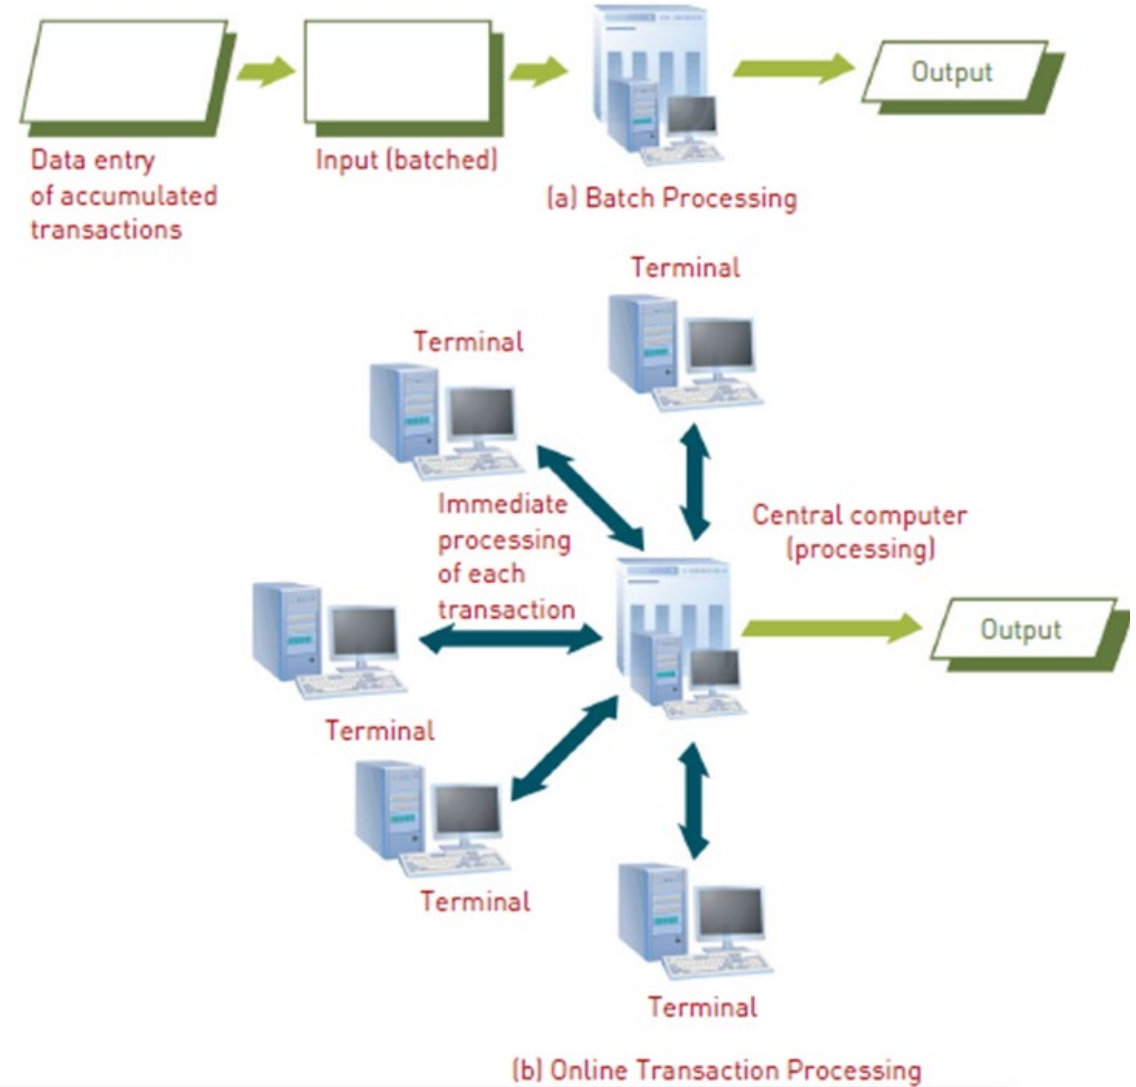 Output
Data entry
of accumulated
transactions
Input (batched)
(a) Batch Processing
Terminal
Terminal
Immediate
processing
of each
transaction
Central computer
(processing)
Output
Terminal
Terminal
Terminal
(b) Online Transaction Processing